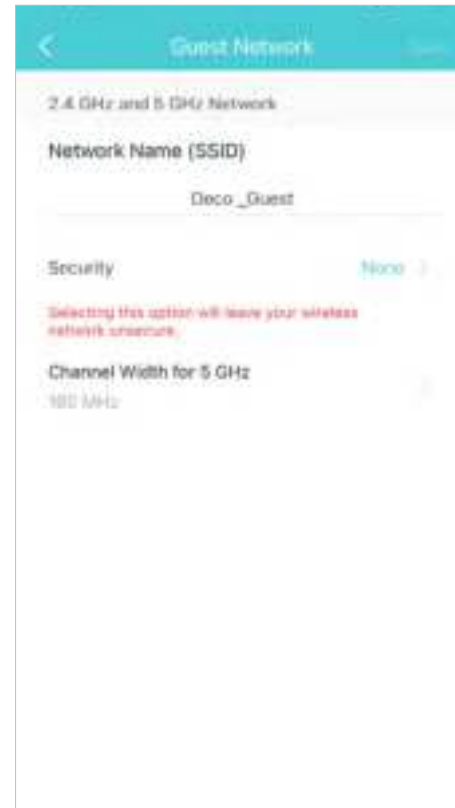 Guest Network
2.4 GHz and 5 GHz Network
Network Name (SSID)
Deco _Guest
Security None
Selecting this option will leave your wireless
network unsecure.
Channel Width for 5 GHz
160 MHz